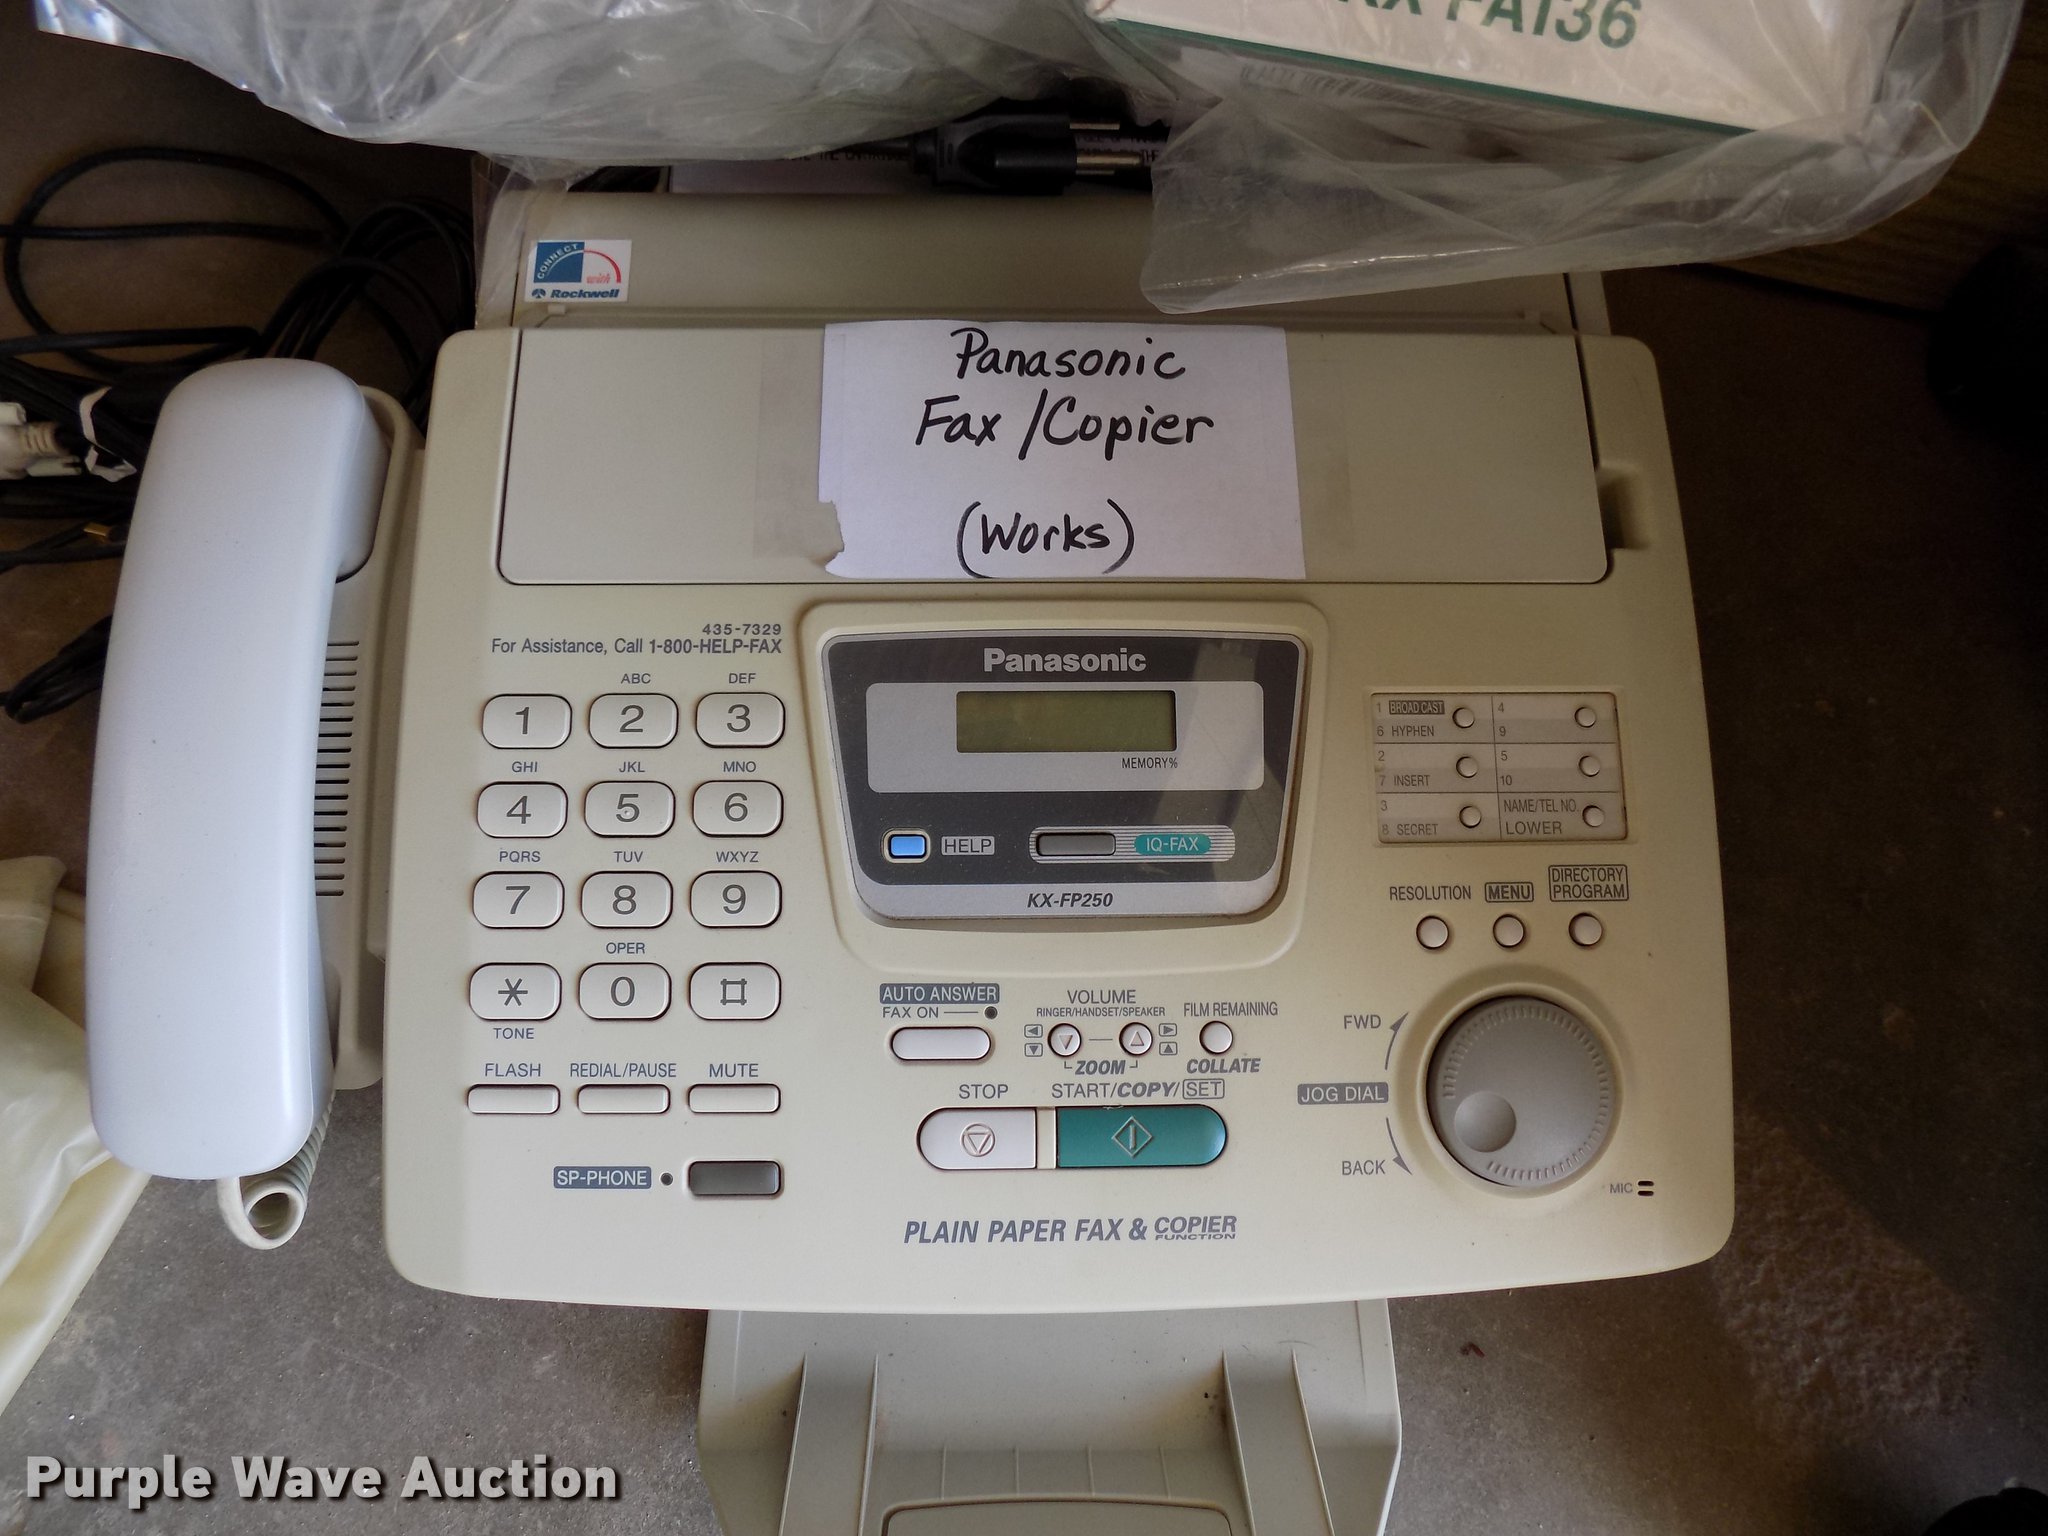 FA136
CONNECT
with
Rockwell
Panasonic
Fax /Copier
(Works)
435-7329
For Assistance, Call 1-800-HELP-FAX
Panasonic
MEMORY%
HELP
IQ-FAX
KX-FP250
ABC
DEF
1
2
3
GHI
JKL
MNO
4
5
6
PQRS
TUV
WXYZ
7
8
9
OPER
* 0 #
TONE
FLASH
REDIAL/PAUSE
MUTE
SP-PHONE
1 BROAD CAST
4
6 HYPHEN
9
2
5
7 INSERT
10
3
NAME/TEL NO.
8 SECRET
LOWER
RESOLUTION
MENU
DIRECTORY
PROGRAM
AUTO ANSWER
FAX ON
VOLUME
RINGER/HANDSET/SPEAKER
FILM REMAINING
ZOOM
COLLATE
STOP
START/COPY/SET
FWD
JOG DIAL
BACK
MIC
PLAIN PAPER FAX & COPIER
FUNCTION
Purple Wave Auction